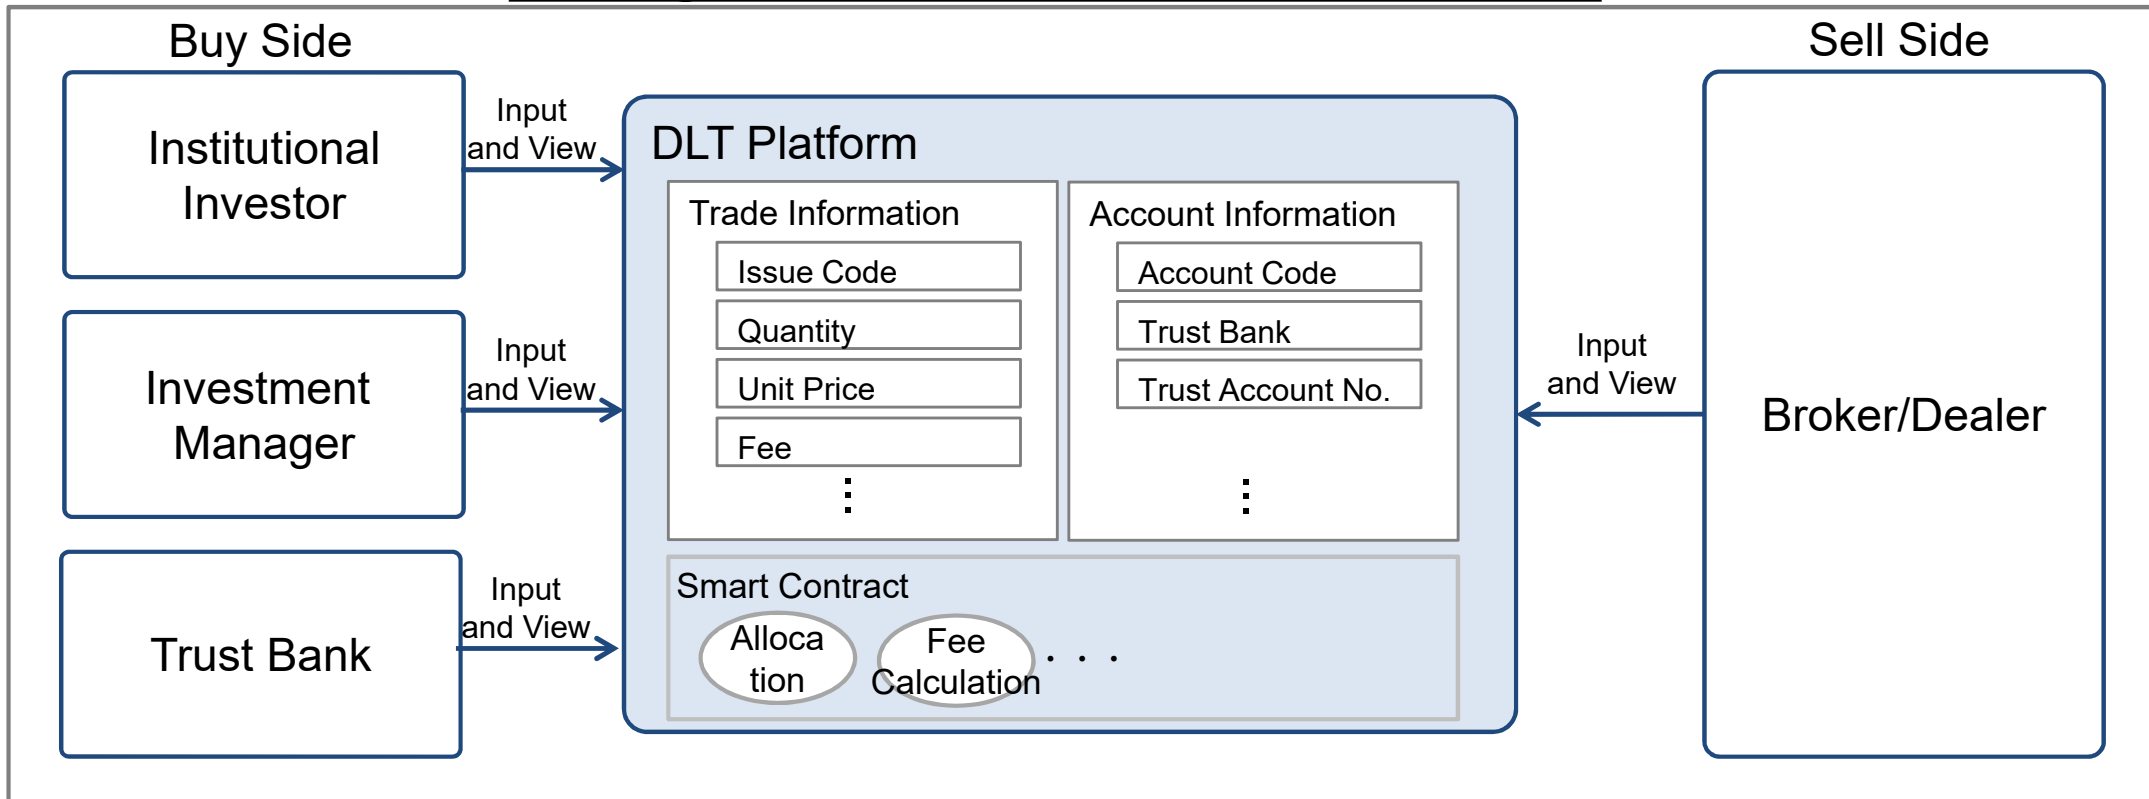 Buy Side
Sell Side
Institutional
Investor
Input
and View
Investment
Manager
Input
and View
Trust Bank
Input
and View
DLT Platform
Trade Information
Issue Code
Quantity
Unit Price
Fee
Account Information
Account Code
Trust Bank
Trust Account No.
Smart Contract
Alloca
tion
Fee
Calculation
. . .
Input
and View
Broker/Dealer